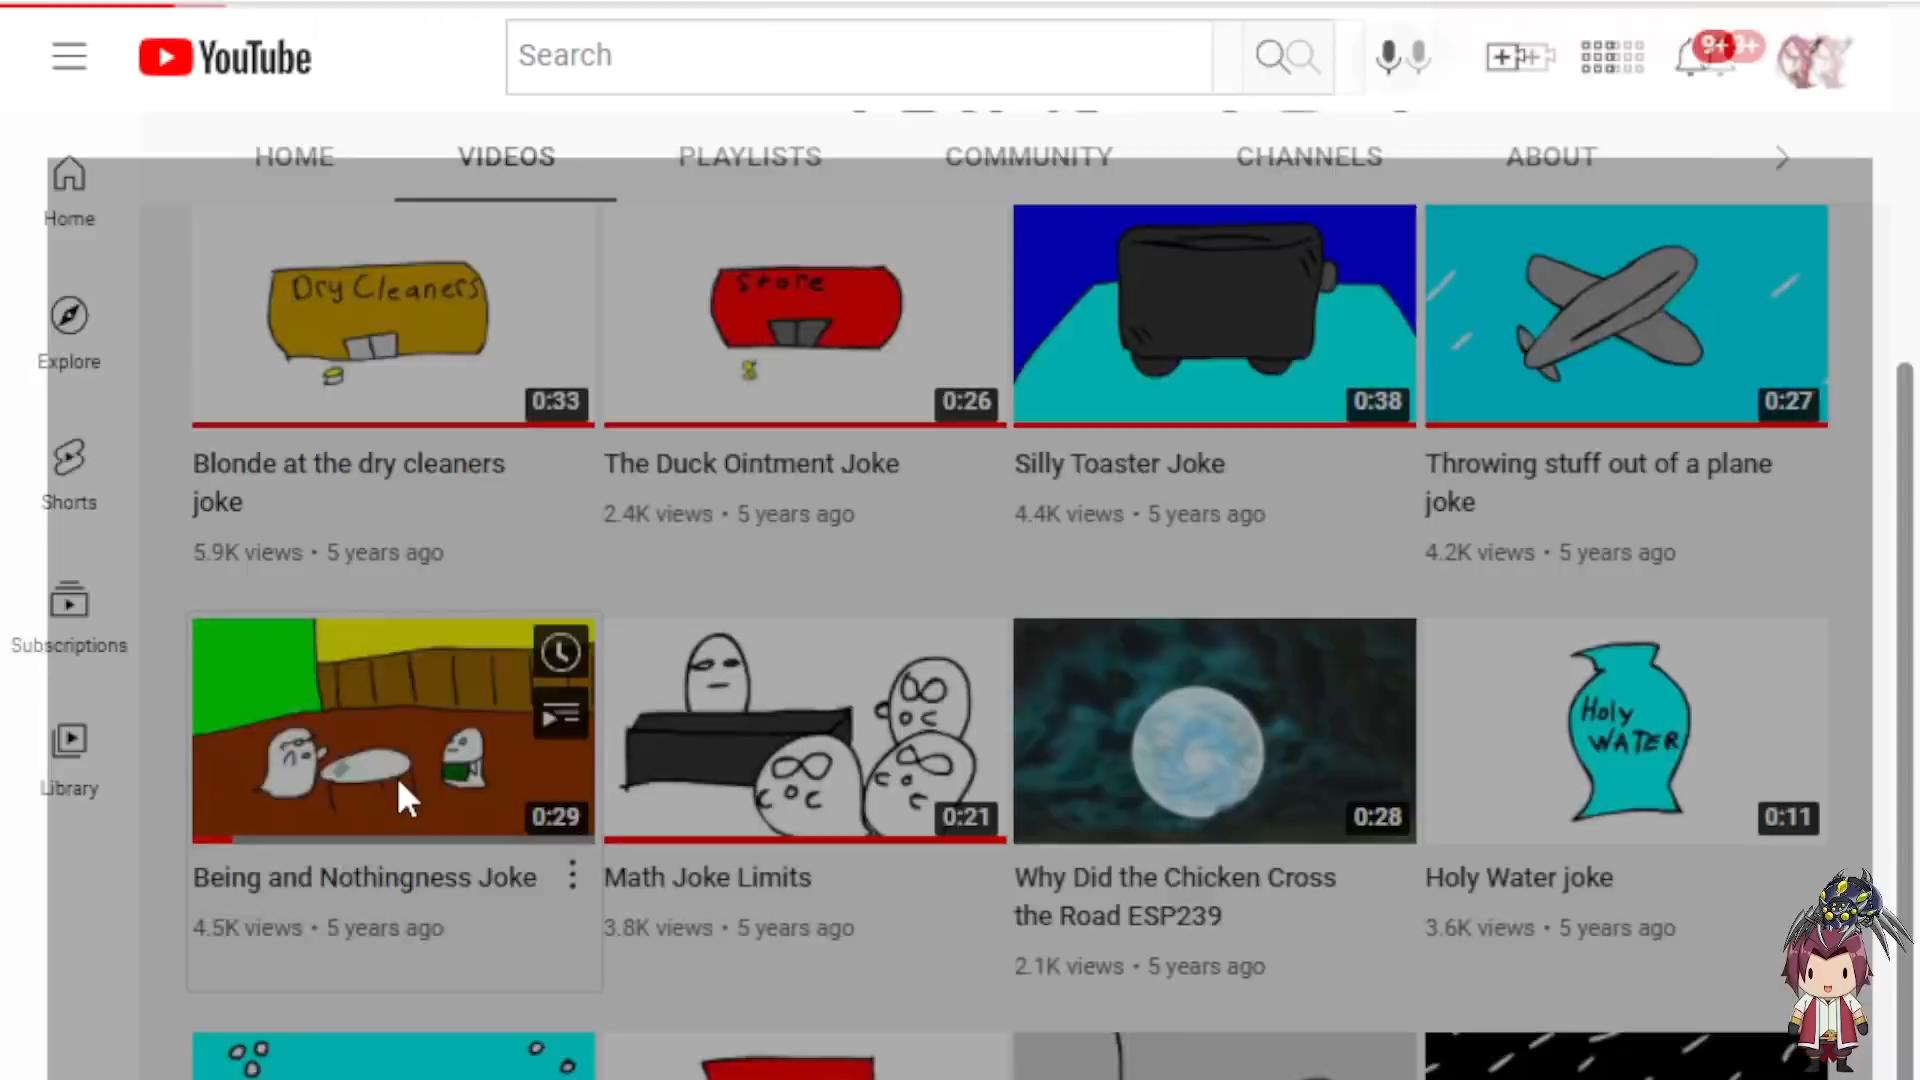 YouTube
Search
9+
9+
HOME
VIDEOS
PLAYLISTS
COMMUNITY
CHANNELS
ABOUT
Home
Explore
Shorts
Subscriptions
Library
Dry Cleaners
0:33
Store
$
0:26
0:38
0:27
Blonde at the dry cleaners
joke
5.9K views • 5 years ago
The Duck Ointment Joke
2.4K views • 5 years ago
Silly Toaster Joke
4.4K views • 5 years ago
Throwing stuff out of a plane
joke
4.2K views • 5 years ago
0:29
0:21
0:28
Holy
WATER
0:11
Being and Nothingness Joke
4.5K views • 5 years ago
Math Joke Limits
3.8K views • 5 years ago
Why Did the Chicken Cross
the Road ESP239
2.1K views • 5 years ago
Holy Water joke
3.6K views • 5 years ago